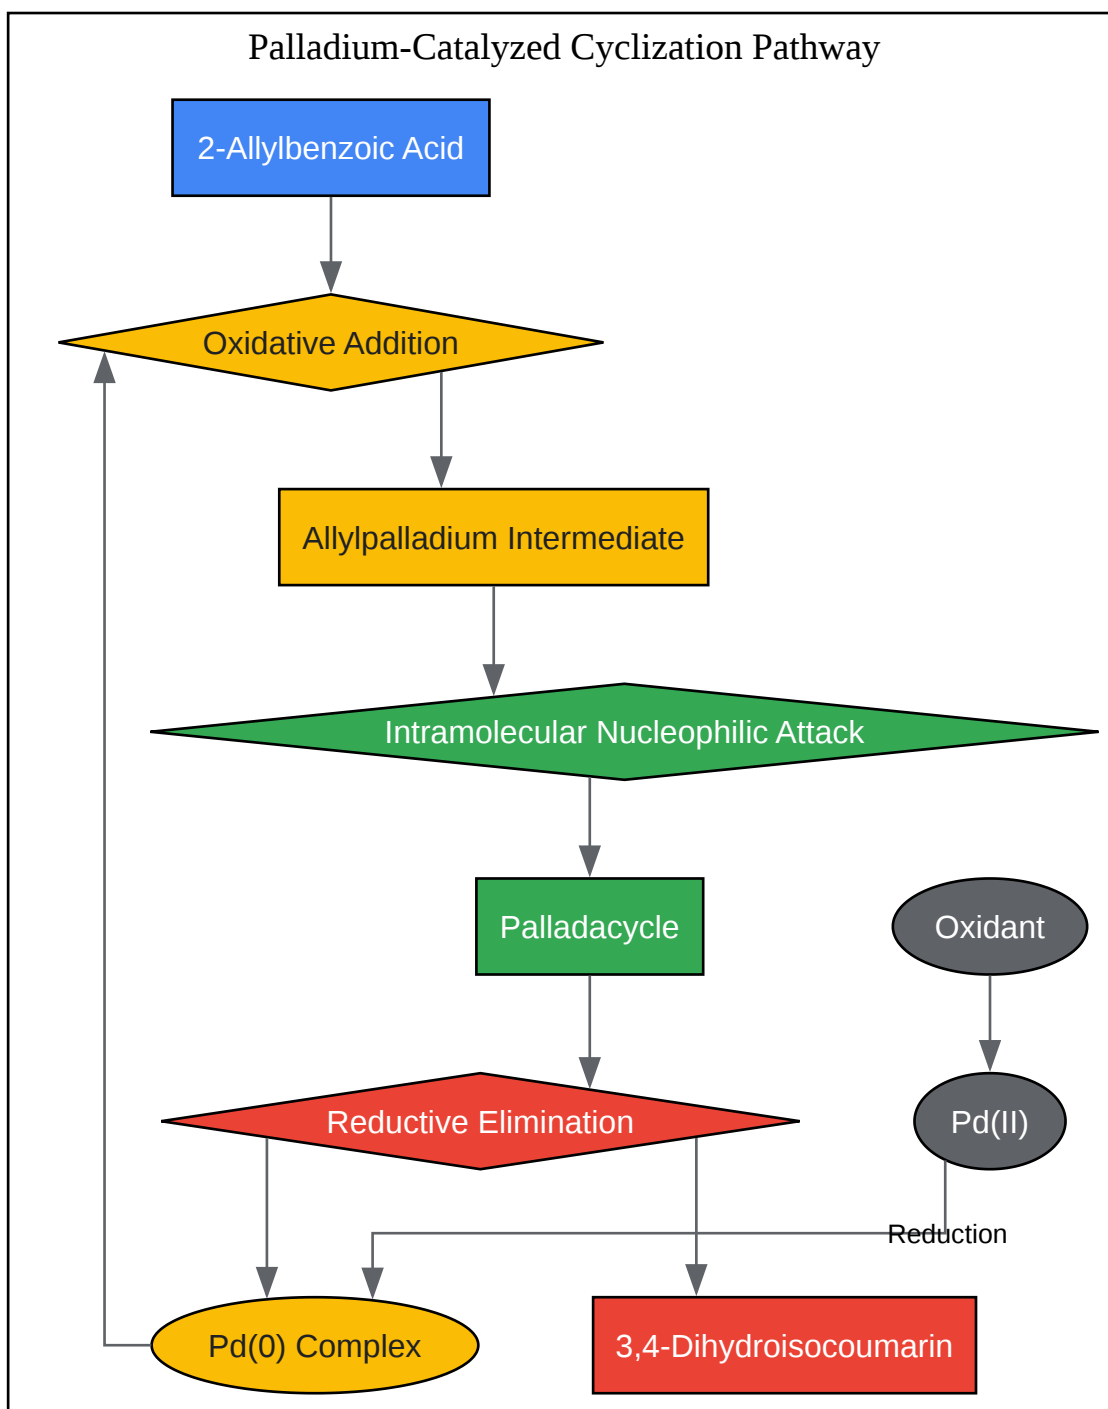 Palladium-Catalyzed Cyclization Pathway
2-Allylbenzoic Acid
Oxidative Addition
Allylpalladium Intermediate
Intramolecular Nucleophilic Attack
Palladacycle
Oxidant
Reductive Elimination
Pd(II)
Reduction
Pd(0) Complex
3,4-Dihydroisocoumarin